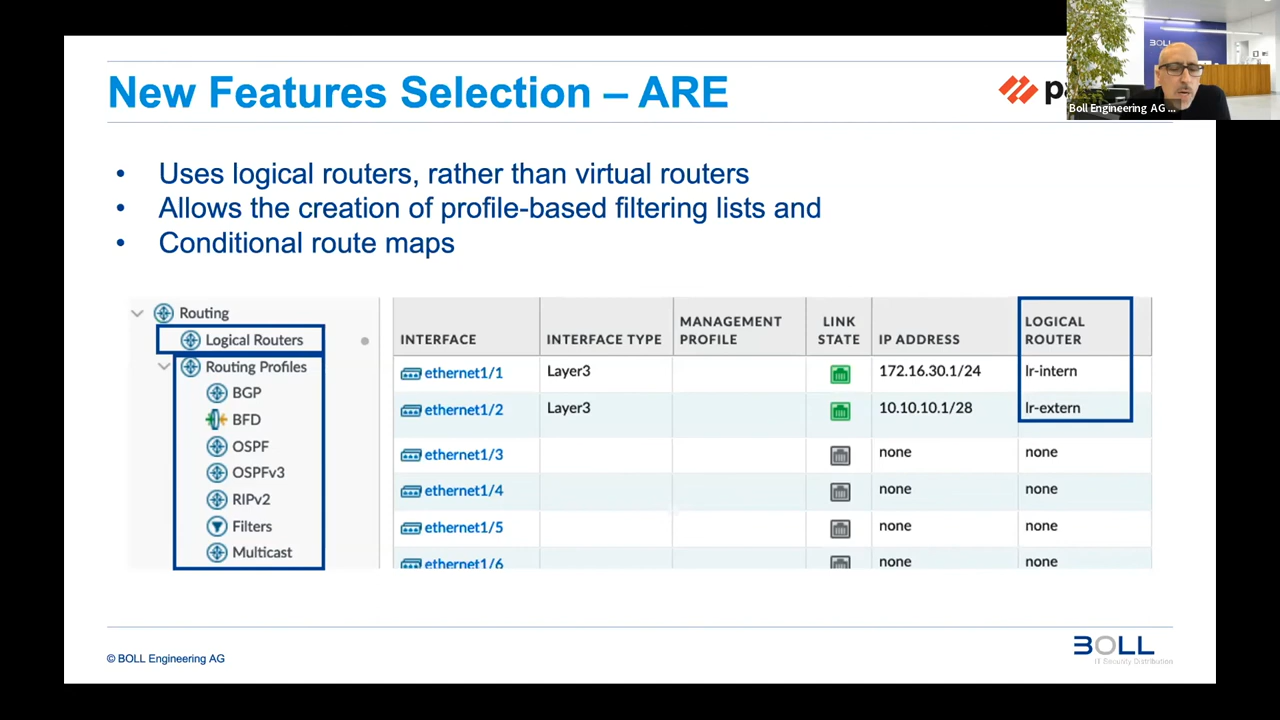 New Features Selection – ARE
BOLL
Boll Engineering AG ...
• Uses logical routers, rather than virtual routers
• Allows the creation of profile-based filtering lists and
• Conditional route maps
Routing
Logical Routers
Routing Profiles
BGP
BFD
OSPF
OSPFv3
RIPv2
Filters
Multicast
INTERFACE INTERFACE TYPE MANAGEMENT PROFILE LINK STATE IP ADDRESS LOGICAL ROUTER
ethernet1/1 Layer3 172.16.30.1/24 lr-intern
ethernet1/2 Layer3 10.10.10.1/28 lr-extern
ethernet1/3 none none
ethernet1/4 none none
ethernet1/5 none none
ethernet1/6 none none
© BOLL Engineering AG
BOLL
IT Security Distribution